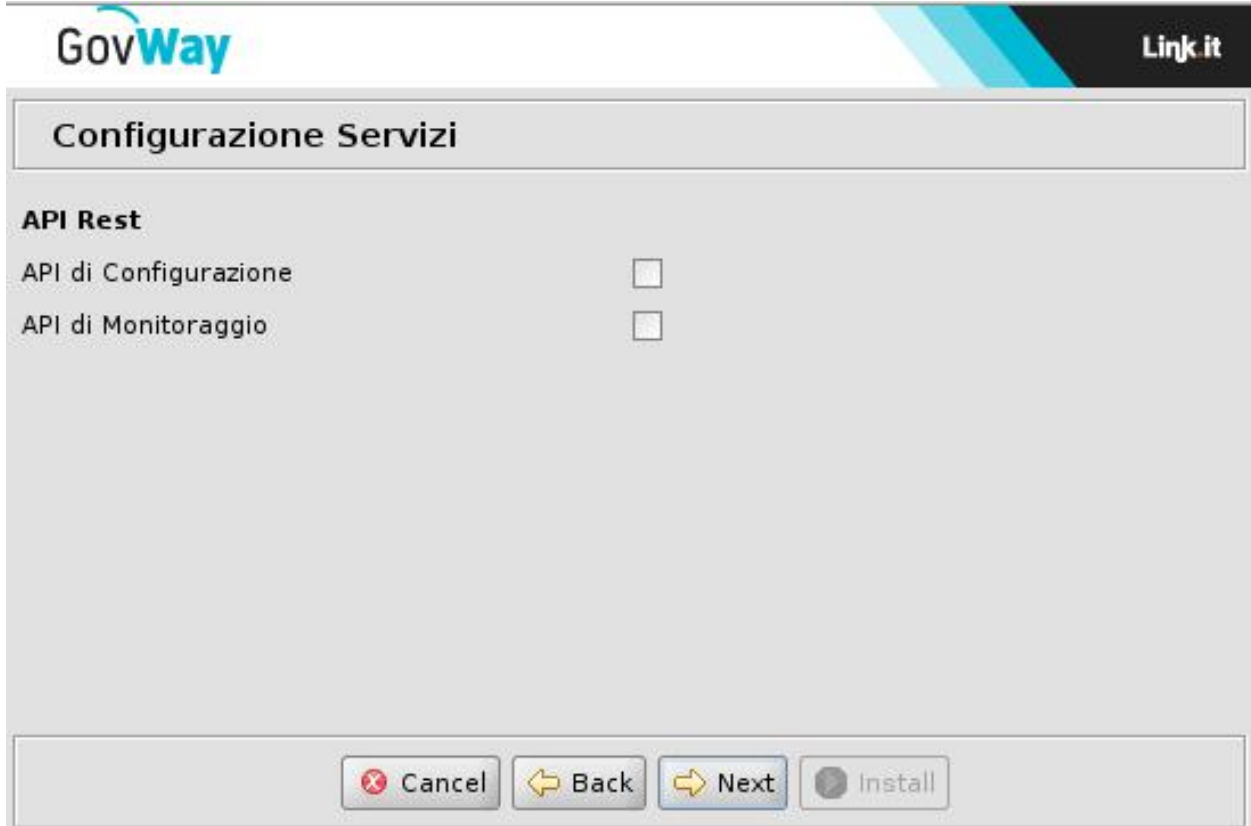 GovWay
Link.it
Configurazione Servizi
API Rest
API di Configurazione
API di Monitoraggio
Cancel Back Next Install